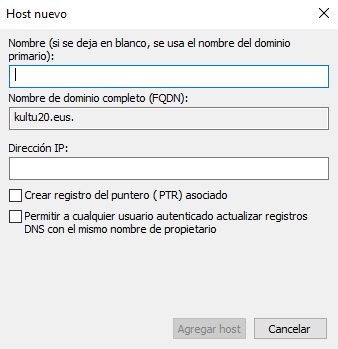 Host nuevo
Nombre (si se deja en blanco, se usa el nombre del dominio
primario):
Nombre de dominio completo (FQDN):
kultu20.eus.
Dirección IP:
Crear registro del puntero (PTR) asociado
Permitir a cualquier usuario autenticado actualizar registros
DNS con el mismo nombre de propietario
Agregar host
Cancelar